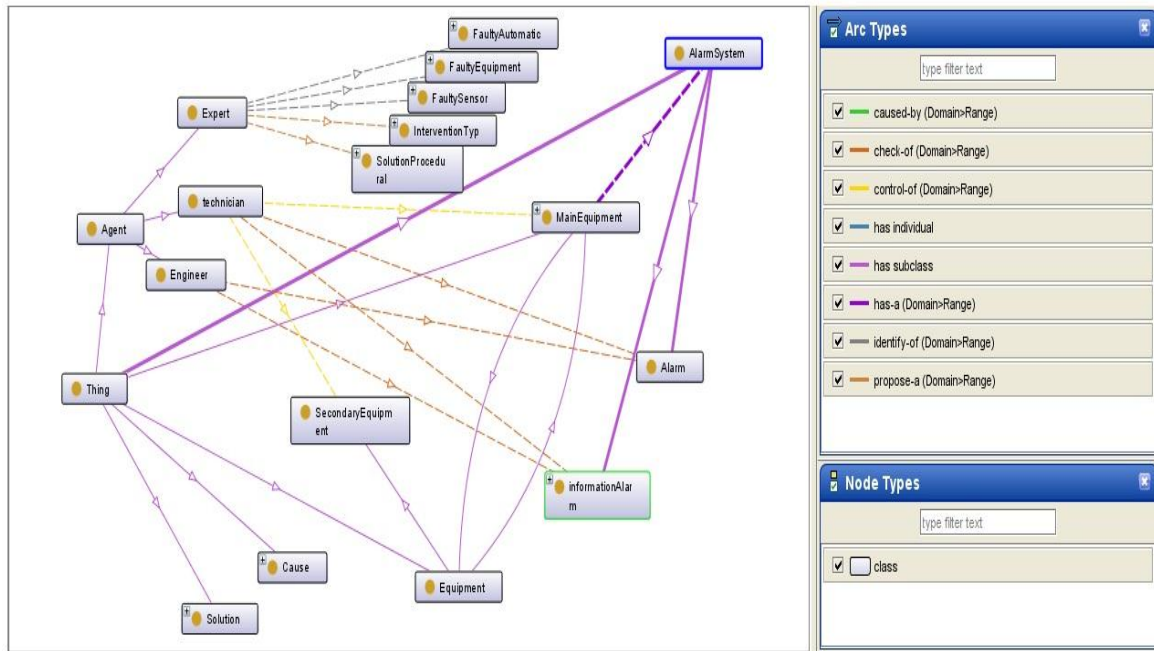 FaultyAutomatic
AlarmSystem
FaultyEquipment
FaultySensor
Expert
InterventionTyp
SolutionProcedu
ral
technician
MainEquipment
Agent
Engineer
Alarm
Thing
SecondaryEquipm
ent
informationAlar
m
Cause
Equipment
Solution
Arc Types
type filter text
caused-by (Domain>Range)
check-of (Domain>Range)
control-of (Domain>Range)
has individual
has subclass
has-a (Domain>Range)
identify-of (Domain>Range)
propose-a (Domain>Range)
Node Types
type filter text
class